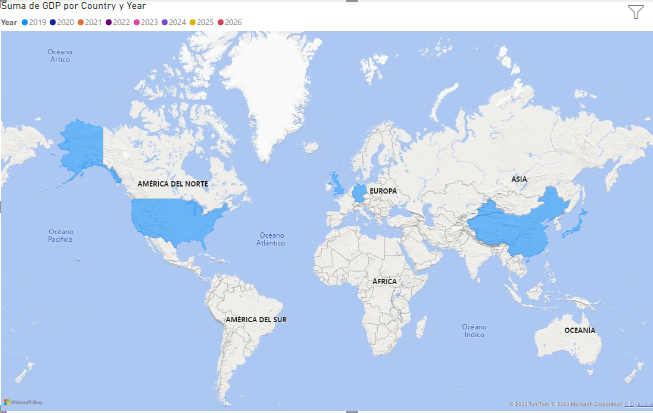 Suma de GDP por Country y Year
Year 2019 2020 2021 2022 2023 2024 2025 2026
Océano
Ártico
AMÉRICA DEL NORTE
EUROPA
ASIA
Océano
Pacífico
Océano
Atlántico
ÁFRICA
AMÉRICA DEL SUR
Océano
Índico
OCEANÍA
Microsoft Bing
© 2023 TomTom, © 2023 Microsoft Corporation,